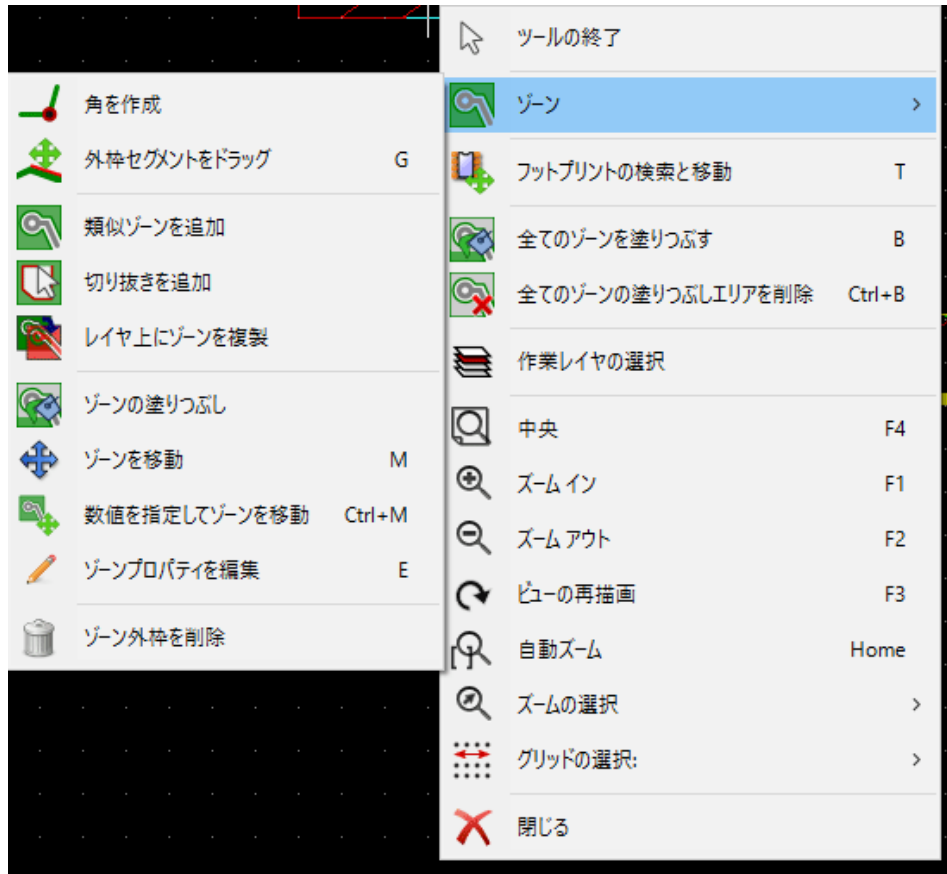 ツールの終了
ゾーン
フットプリントの検索と移動 T
全てのゾーンを塗りつぶす B
全てのゾーンの塗りつぶしエリアを削除 Ctrl+B
作業レイヤの選択
中央 F4
ズーム イン F1
ズーム アウト F2
ビューの再描画 F3
自動ズーム Home
ズームの選択
グリッドの選択:
閉じる
角を作成
外枠セグメントをドラッグ G
類似ゾーンを追加
切り抜きを追加
レイヤ上にゾーンを複製
ゾーンの塗りつぶし
ゾーンを移動 M
数値を指定してゾーンを移動 Ctrl+M
ゾーンプロパティを編集 E
ゾーン外枠を削除